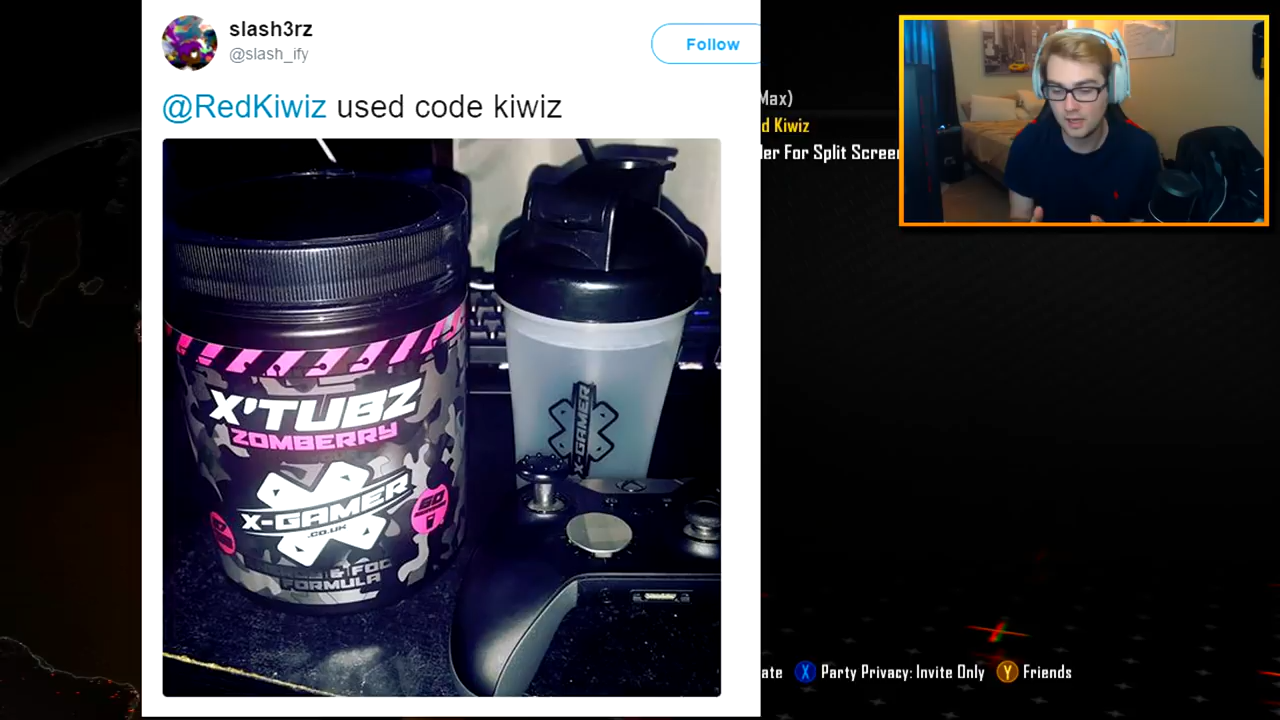 slash3rz
@slash_ify
Follow
@RedKiwiz used code kiwiz
X'TUBZ
ZOMBERRY
X-GAMER
.CO.UK
60
FORMULA
X-GAMER
Max)
d Kiwiz
der For Split Screen
ate X Party Privacy: Invite Only Y Friends